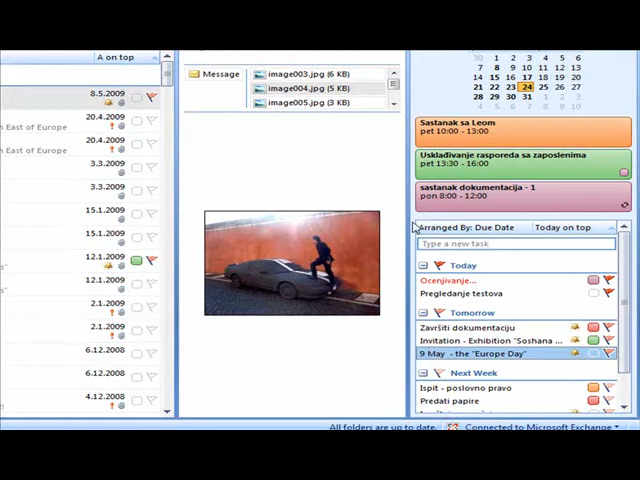 A on top
8.5.2009
20.4.2009
East of Europe
20.4.2009
East of Europe
3.3.2009
3.3.2009
15.1.2009
15.1.2009
12.1.2009
12.1.2009
2.1.2009
2.1.2009
6.12.2008
6.12.2008
4.12.2008
Message
image003.jpg (6 KB)
image004.jpg (5 KB)
image005.jpg (3 KB)
30 1 2 3 4 5 6
7 8 9 10 11 12 13
14 15 16 17 18 19 20
21 22 23 24 25 26 27
28 29 30 31 1 2 3
4 5 6 7 8 9 10
Sastanak sa Leom
pet 10:00 - 13:00
Usklađivanje rasporeda sa zaposlenima
pet 13:30 - 16:00
sastanak dokumentacija - 1
pon 8:00 - 12:00
Arranged By: Due Date Today on top
Type a new task
Today
Ocenjivanje...
Pregledanje testova
Tomorrow
Završiti dokumentaciju
Invitation - Exhibition "Soshana ...
9 May - the "Europe Day"
Next Week
Ispit - poslovno pravo
Predati papire
All folders are up to date.
Connected to Microsoft Exchange